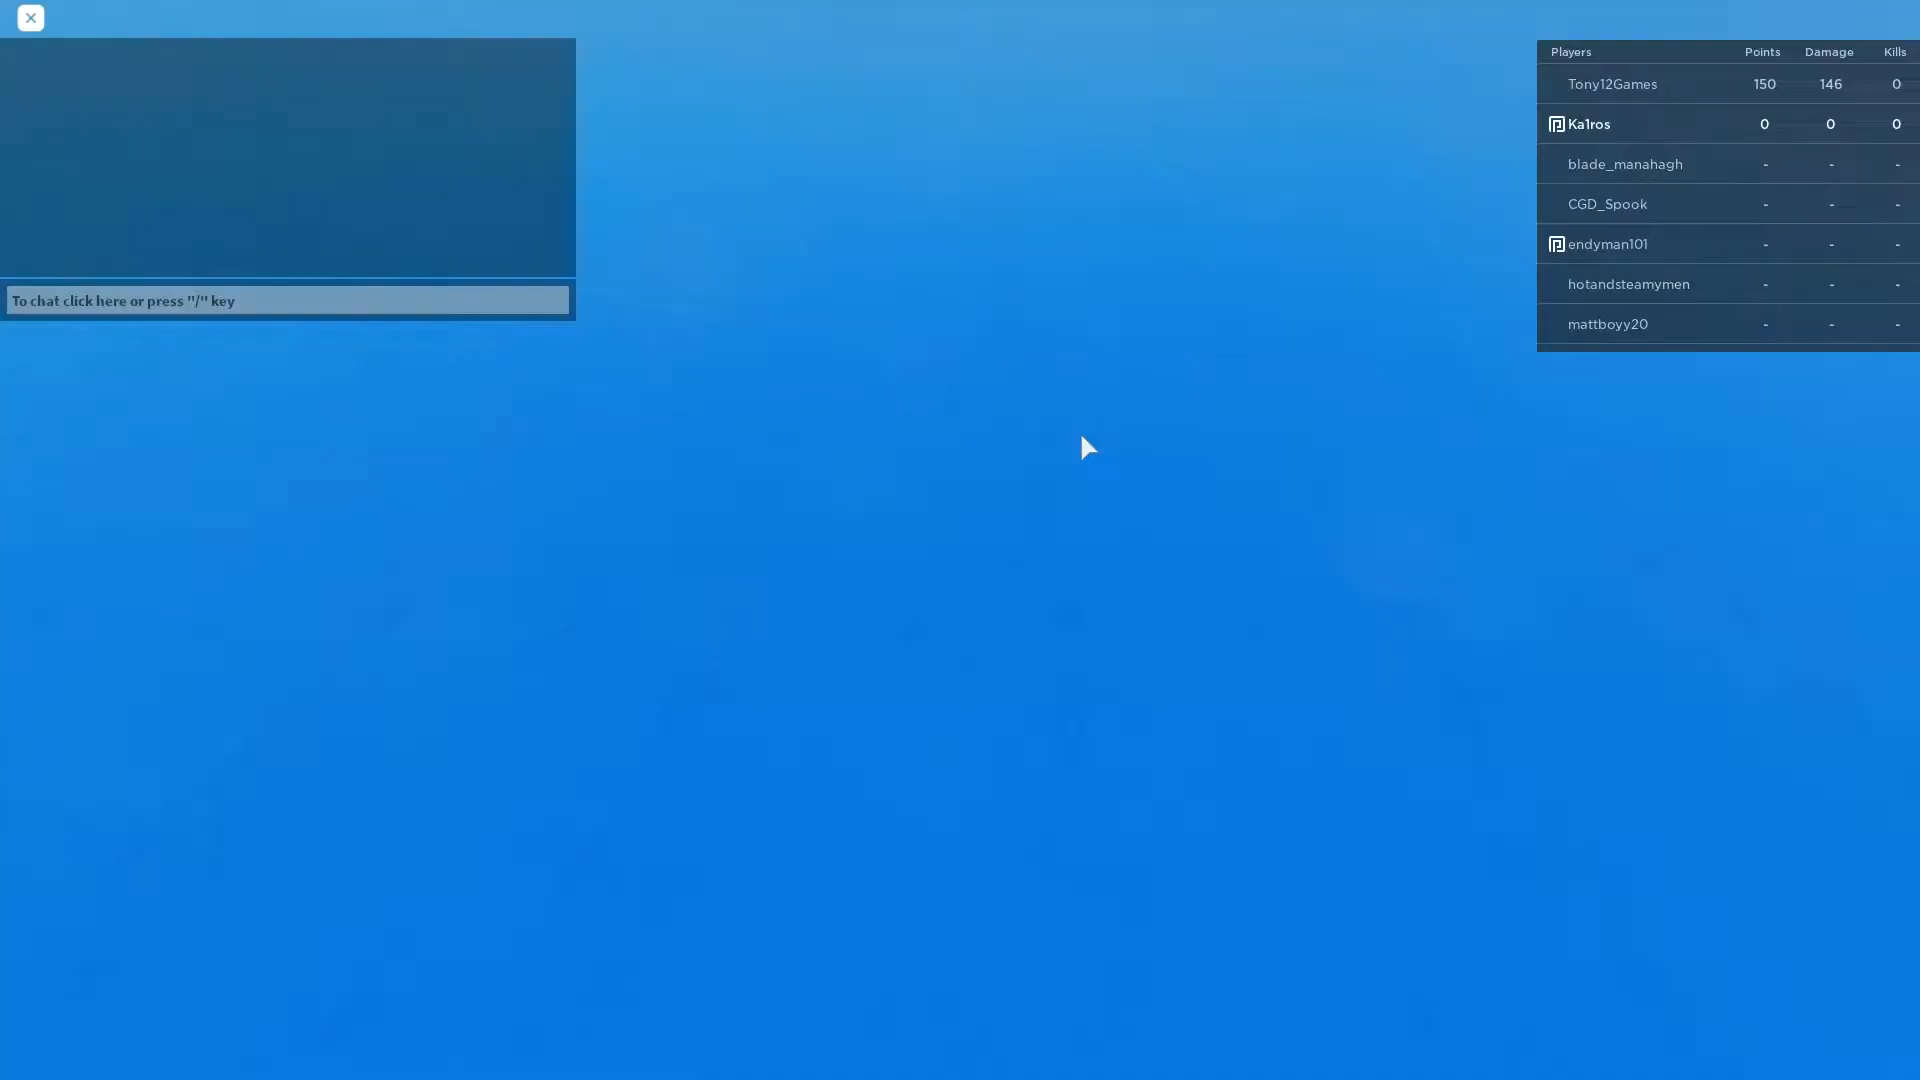 Players Points Damage Kills
Tony12Games 150 146 0
Ka1ros 0 0 0
blade_manahagh - - -
CGD_Spook - - -
endyman101 - - -
hotandsteamymen - - -
mattboyy20 - - -
To chat click here or press "/" key